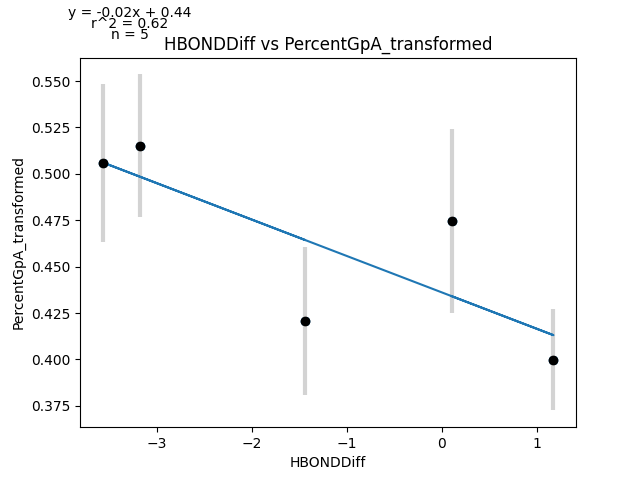 y = -0.02x + 0.44
r^2 = 0.62
n = 5
HBONDDiff vs PercentGpA_transformed
PercentGpA_transformed
0.550
0.525
0.500
0.475
0.450
0.425
0.400
0.375
−3
−2
−1
0
1
HBONDDiff